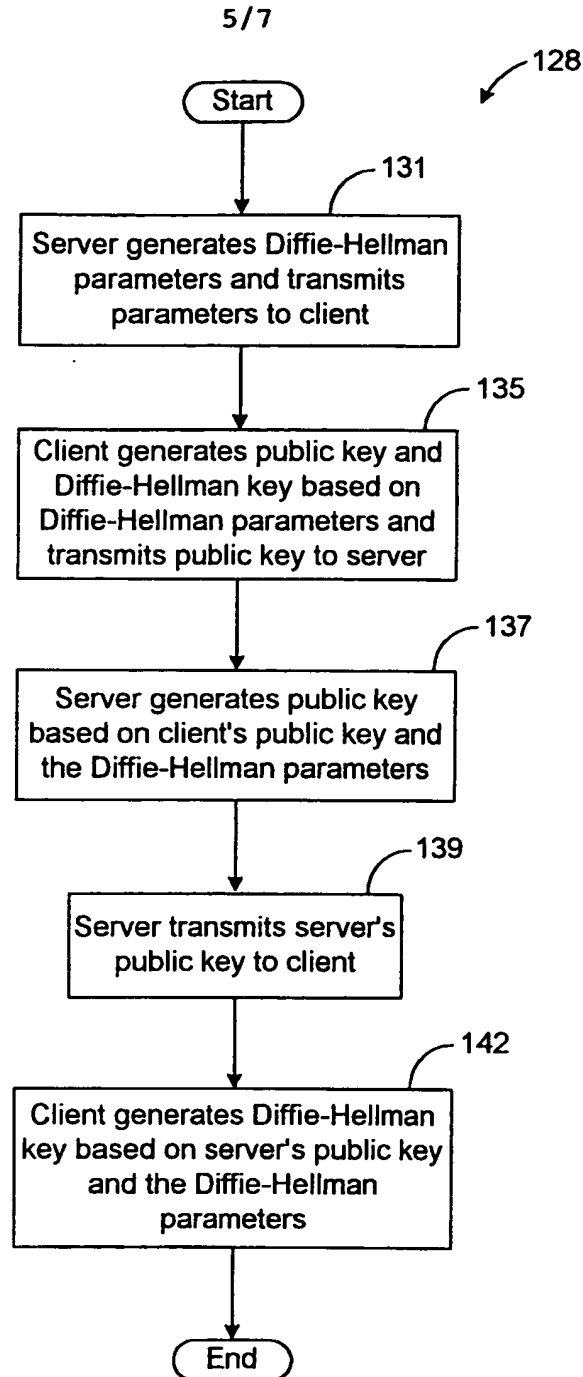 5/7
128
Start
131
Server generates Diffie-Hellman
parameters and transmits
parameters to client
135
Client generates public key and
Diffie-Hellman key based on
Diffie-Hellman parameters and
transmits public key to server
137
Server generates public key
based on client's public key and
the Diffie-Hellman parameters
139
Server transmits server's
public key to client
142
Client generates Diffie-Hellman
key based on server's public key
and the Diffie-Hellman
parameters
End